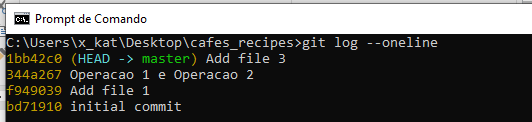 Prompt de Comando
C:\Users\x_kat\Desktop\cafes_recipes>git log --oneline
1bb42c0 (HEAD -> master) Add file 3
344a267 Operacao 1 e Operacao 2
f949039 Add file 1
bd71910 initial commit